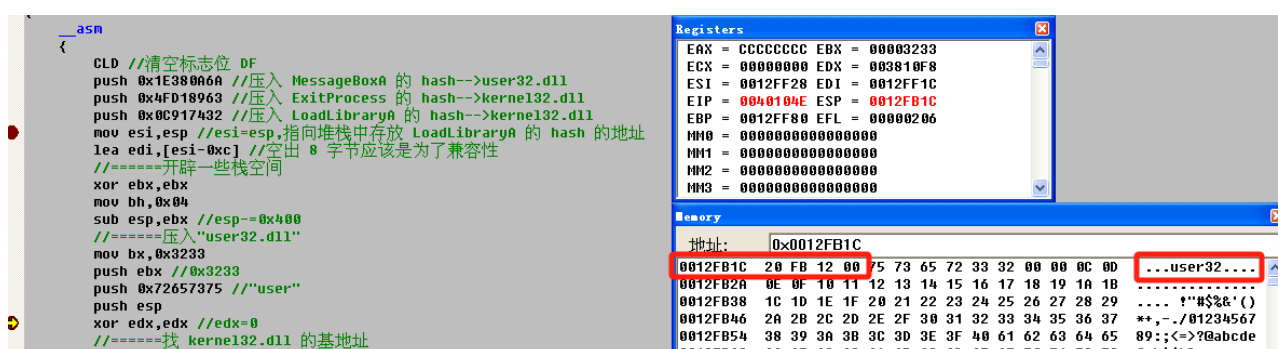 __asm
{
CLD //清空标志位 DF
push 0x1E380A6A //压入 MessageBoxA 的 hash-->user32.dll
push 0x4FD18963 //压入 ExitProcess 的 hash-->kernel32.dll
push 0x0C917432 //压入 LoadLibraryA 的 hash-->kernel32.dll
mov esi,esp //esi=esp,指向堆栈中存放 LoadLibraryA 的 hash 的地址
lea edi,[esi-0xc] //空出 8 字节应该是为了兼容性
//======开辟一些栈空间
xor ebx,ebx
mov bh,0x04
sub esp,ebx //esp-=0x400
//======压入"user32.dll"
mov bx,0x3233
push ebx //0x3233
push 0x72657375 //"user"
push esp
xor edx,edx //edx=0
//======找 kernel32.dll 的基地址
Registers
EAX = CCCCCCCC EBX = 00003233
ECX = 00000000 EDX = 003810F8
ESI = 0012FF28 EDI = 0012FF1C
EIP = 0040104E ESP = 0012FB1C
EBP = 0012FF80 EFL = 00000206
MM0 = 0000000000000000
MM1 = 0000000000000000
MM2 = 0000000000000000
MM3 = 0000000000000000
Memory
地址: 0x0012FB1C
0012FB1C 20 FB 12 00 75 73 65 72 33 32 00 00 0C 0D ...user32....
0012FB2A 0E 0F 10 11 12 13 14 15 16 17 18 19 1A 1B ..............
0012FB38 1C 1D 1E 1F 20 21 22 23 24 25 26 27 28 29 .... !"#$%&'()
0012FB46 2A 2B 2C 2D 2E 2F 30 31 32 33 34 35 36 37 *+,-./01234567
0012FB54 38 39 3A 3B 3C 3D 3E 3F 40 61 62 63 64 65 89:;<=>?@abcde